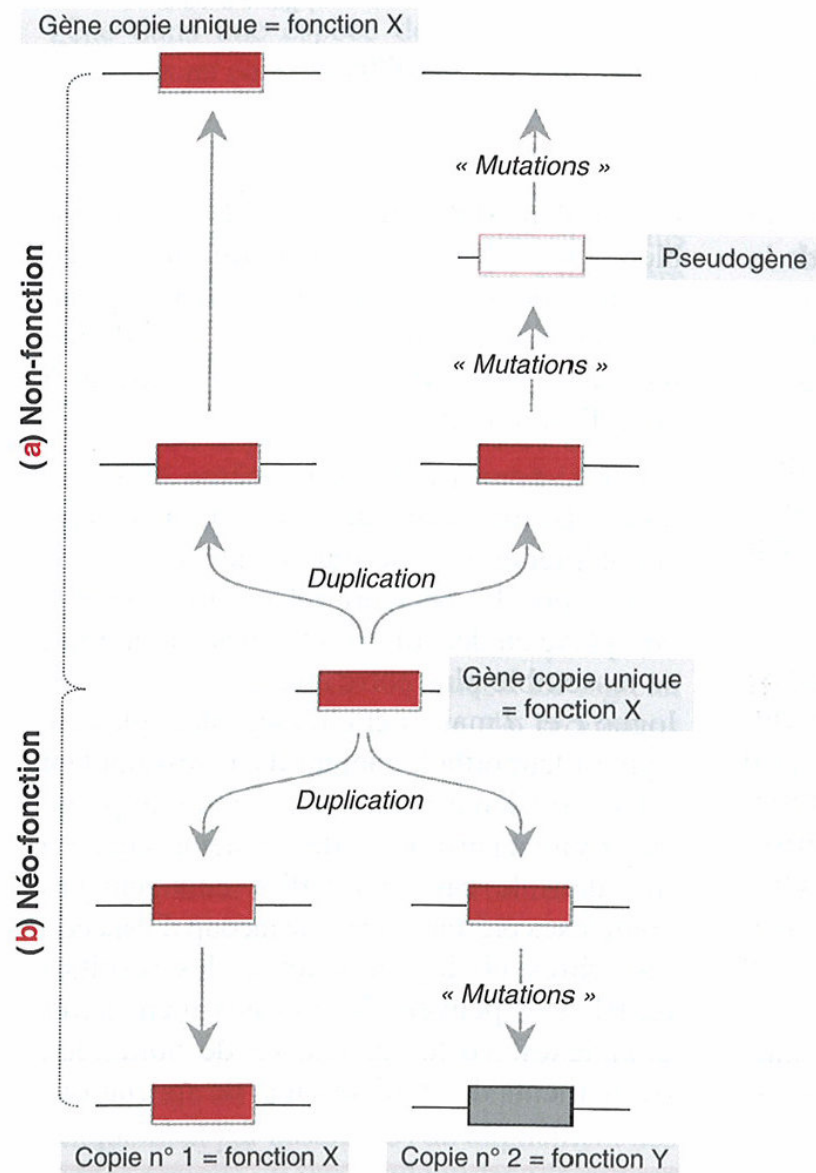 Gène copie unique = fonction X
« Mutations »
Pseudogène
« Mutations »
(a) Non-fonction
Duplication
Gène copie unique
= fonction X
Duplication
(b) Néo-fonction
« Mutations »
Copie n° 1 = fonction X
Copie n° 2 = fonction Y